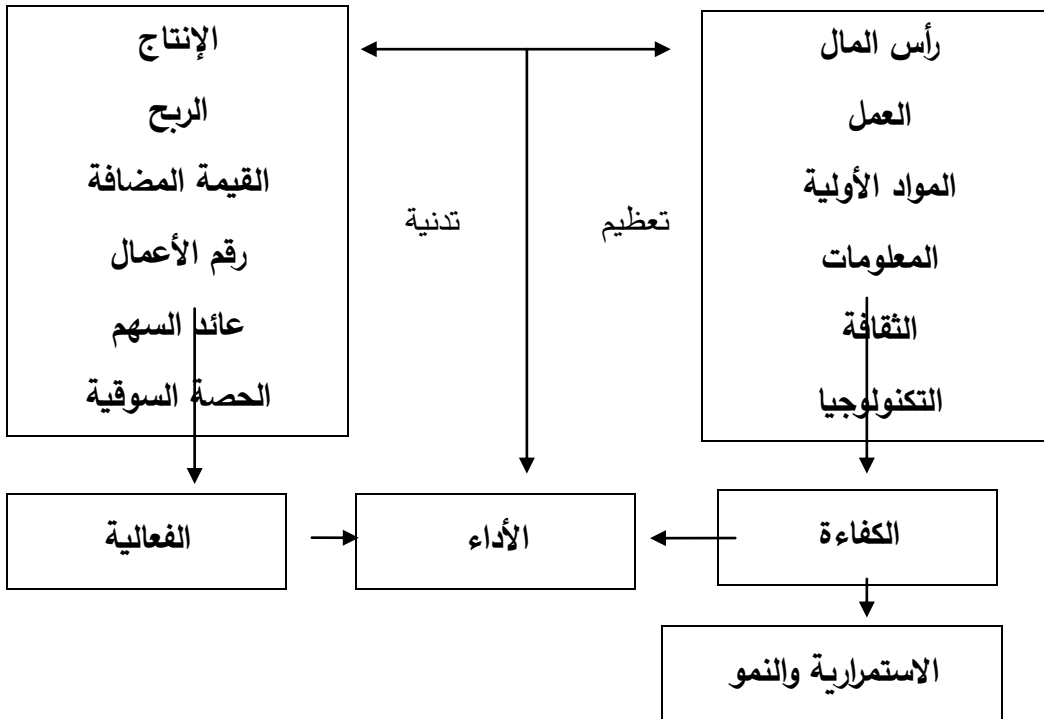 رأس المال
العمل
المواد الأولية
المعلومات
الثقافة
التكنولوجيا
تعظيم
تدنية
الإنتاج
الربح
القيمة المضافة
رقم الأعمال
عائد السهم
الحصة السوقية
الكفاءة
الأداء
الفعالية
الاستمرارية والنمو